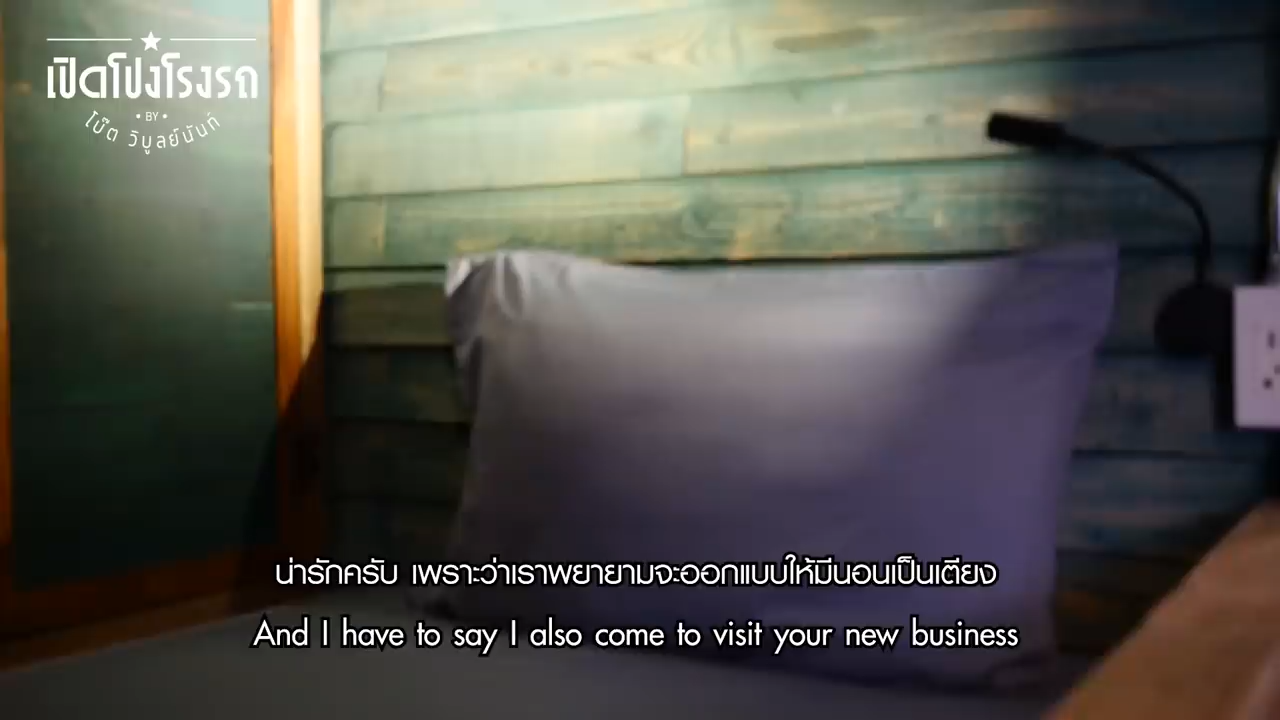 เปิดโปงโรงรถ
• BY •
โบ๊ต วิบูลย์นันท์
น่ารักครับ เพราะว่าเราพยายามจะออกแบบให้มีนอนเป็นเตียง
And I have to say I also come to visit your new business